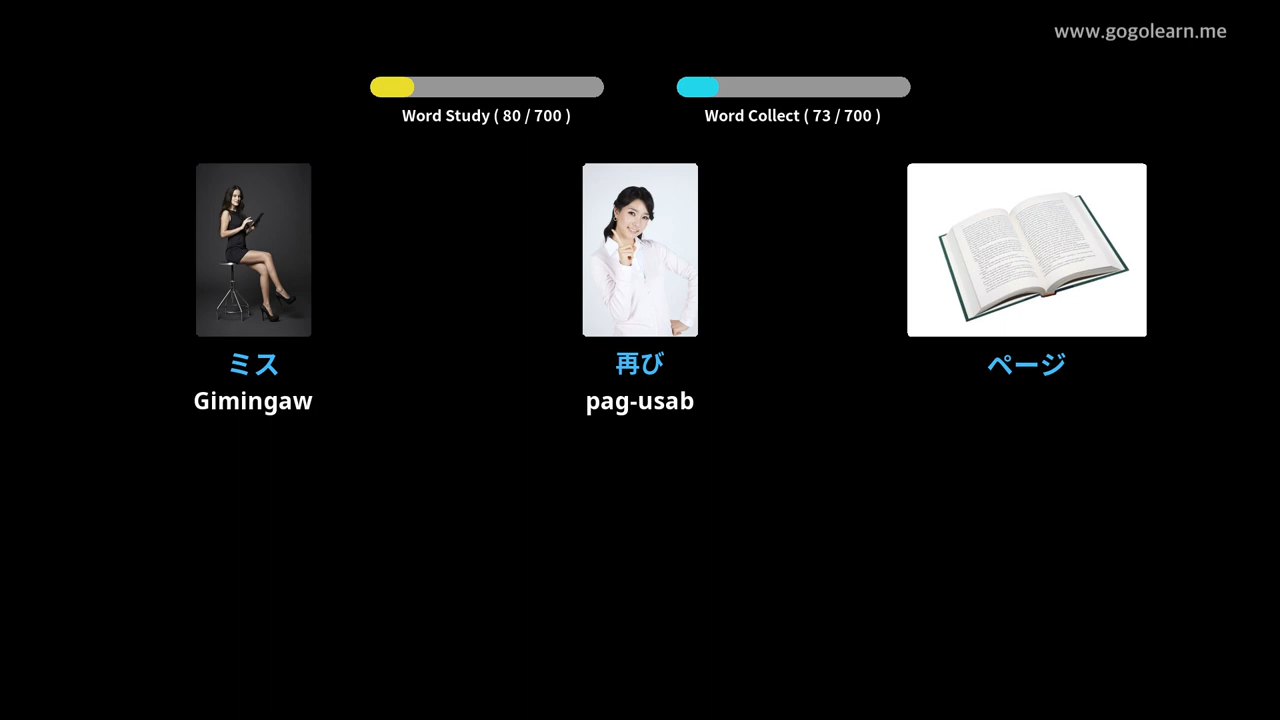 www.gogolearn.me
Word Study ( 80 / 700 )
Word Collect ( 73 / 700 )
ミス
再び
ページ
Gimingaw
pag-usab